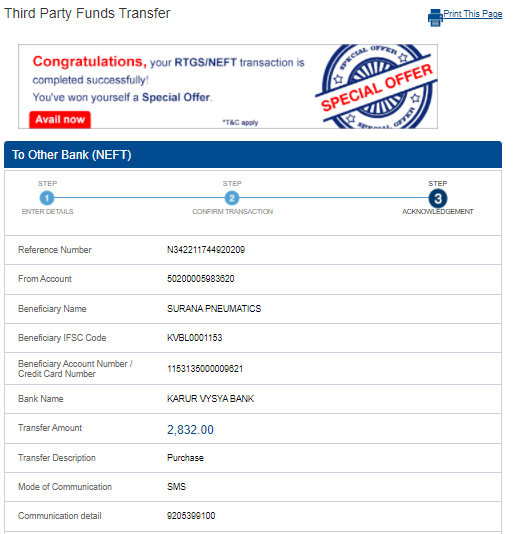 Third Party Funds Transfer
Print This Page
Congratulations, your RTGS/NEFT transaction is
completed successfully!
You've won yourself a Special Offer.
Avail now
*T&C apply
SPECIAL OFFER
SPECIAL OFFER
SPECIAL OFFER
To Other Bank (NEFT)
STEP
STEP
STEP
1
2
3
ENTER DETAILS
CONFIRM TRANSACTION
ACKNOWLEDGEMENT
Reference Number N342211744920209
From Account 50200005983620
Beneficiary Name SURANA PNEUMATICS
Beneficiary IFSC Code KVBL0001153
Beneficiary Account Number /
Credit Card Number 1153135000009621
Bank Name KARUR VYSYA BANK
Transfer Amount 2,832.00
Transfer Description Purchase
Mode of Communication SMS
Communication detail 9205399100